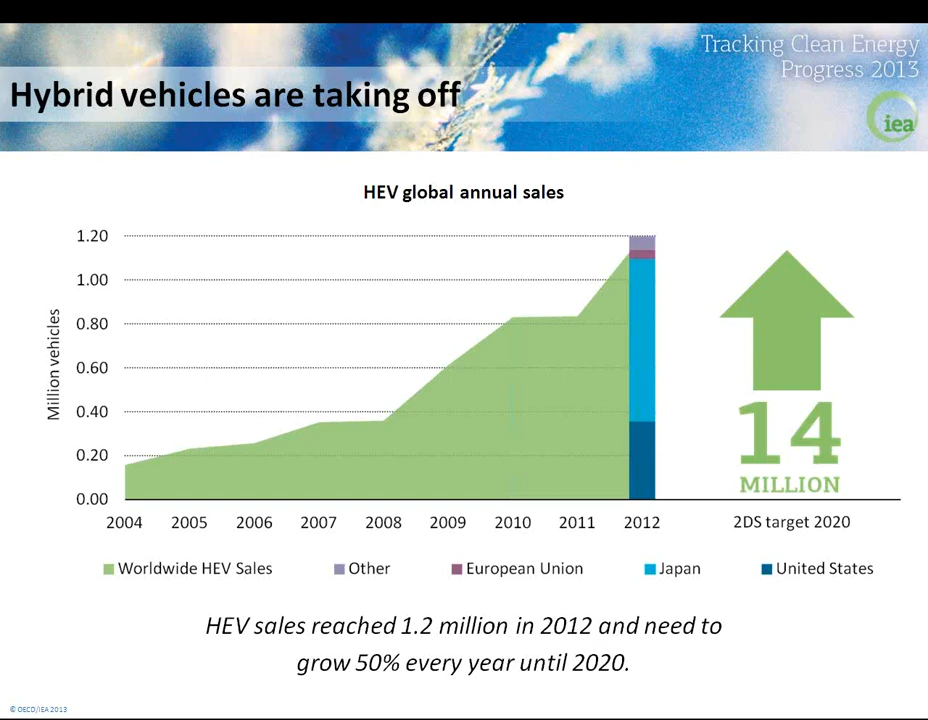 Tracking Clean Energy
Progress 2013
Hybrid vehicles are taking off
iea
HEV global annual sales
Million vehicles
1.20
1.00
0.80
0.60
0.40
0.20
0.00
2004 2005 2006 2007 2008 2009 2010 2011 2012
14
MILLION
2DS target 2020
Worldwide HEV Sales Other European Union Japan United States
HEV sales reached 1.2 million in 2012 and need to
grow 50% every year until 2020.
© OECD/IEA 2013